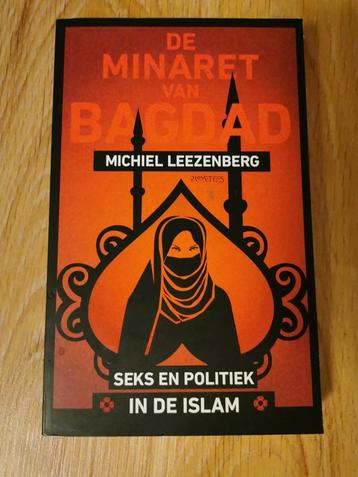 DE
MINARET
VAN
BAGDAD
MICHIEL LEEZENBERG
PROMETHEUS
SEKS EN POLITIEK
IN DE ISLAM